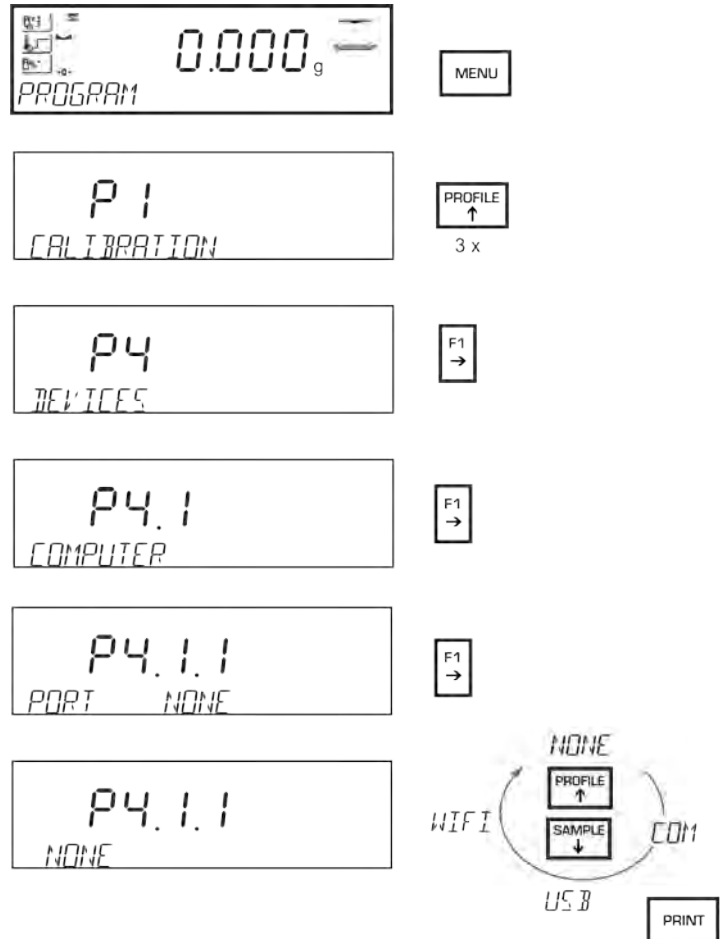 0.000 g
PROGRAM
MENU
P1
CALIBRATION
PROFILE
↑
3 x
P4
DEVICES
F1
→
P4.1
COMPUTER
F1
→
P4.1.1
PORT NONE
F1
→
P4.1.1
NONE
NONE
PROFILE
↑
WIFI
COM
SAMPLE
↓
USB
PRINT